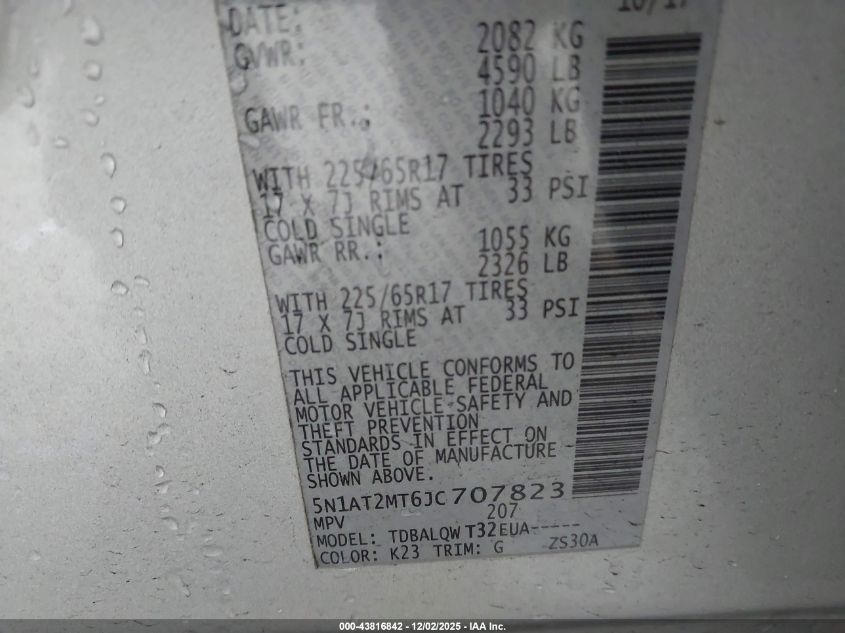 DATE: 10/17
GVWR: 2082 KG
4590 LB
GAWR FR.: 1040 KG
2293 LB
WITH 225/65R17 TIRES
17 X 7J RIMS AT 33 PSI
COLD SINGLE
GAWR RR.: 1055 KG
2326 LB
WITH 225/65R17 TIRES
17 X 7J RIMS AT 33 PSI
COLD SINGLE
THIS VEHICLE CONFORMS TO
ALL APPLICABLE FEDERAL
MOTOR VEHICLE SAFETY AND
THEFT PREVENTION
STANDARDS IN EFFECT ON
THE DATE OF MANUFACTURE
SHOWN ABOVE.
5N1AT2MT6JC707823
MPV 207
MODEL: TDBALQW T32EUA-----
COLOR: K23 TRIM: G ZS30A
000-43816842 - 12/02/2025 - IAA Inc.